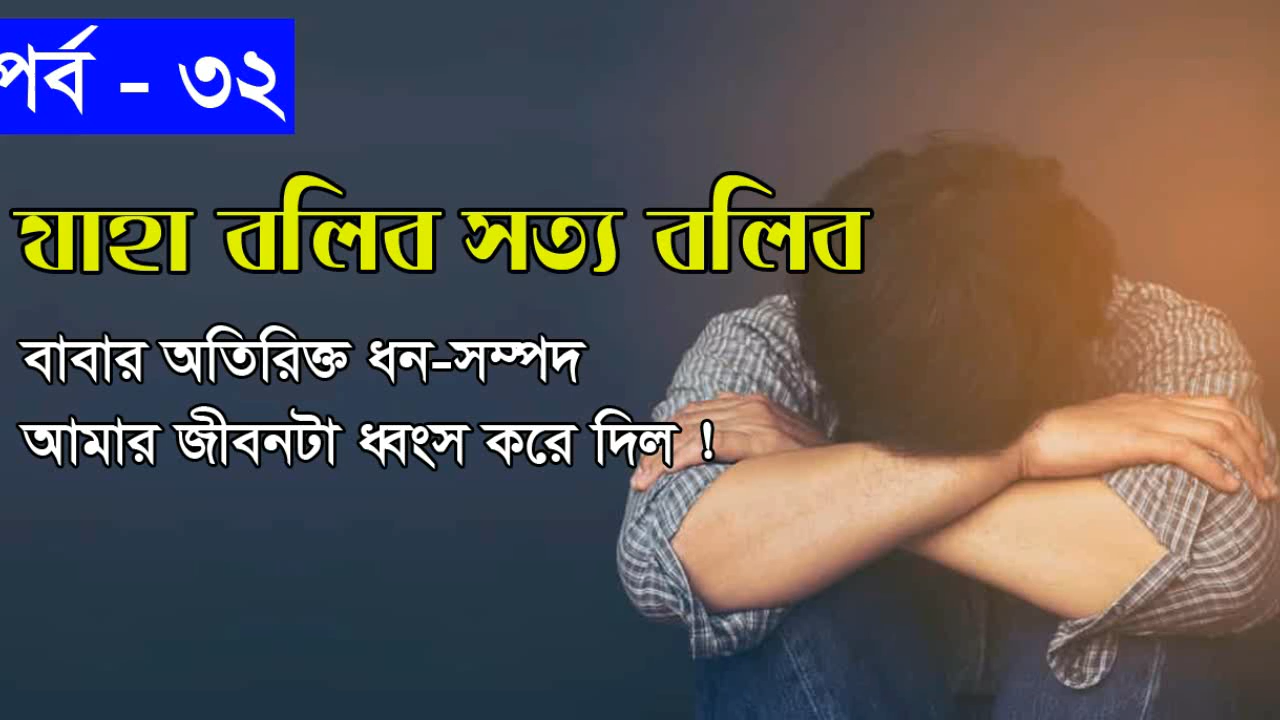 পর্ব - ৩২
যাহা বলিব সত্য বলিব
বাবার অতিরিক্ত ধন-সম্পদ
আমার জীবনটা ধ্বংস করে দিল !